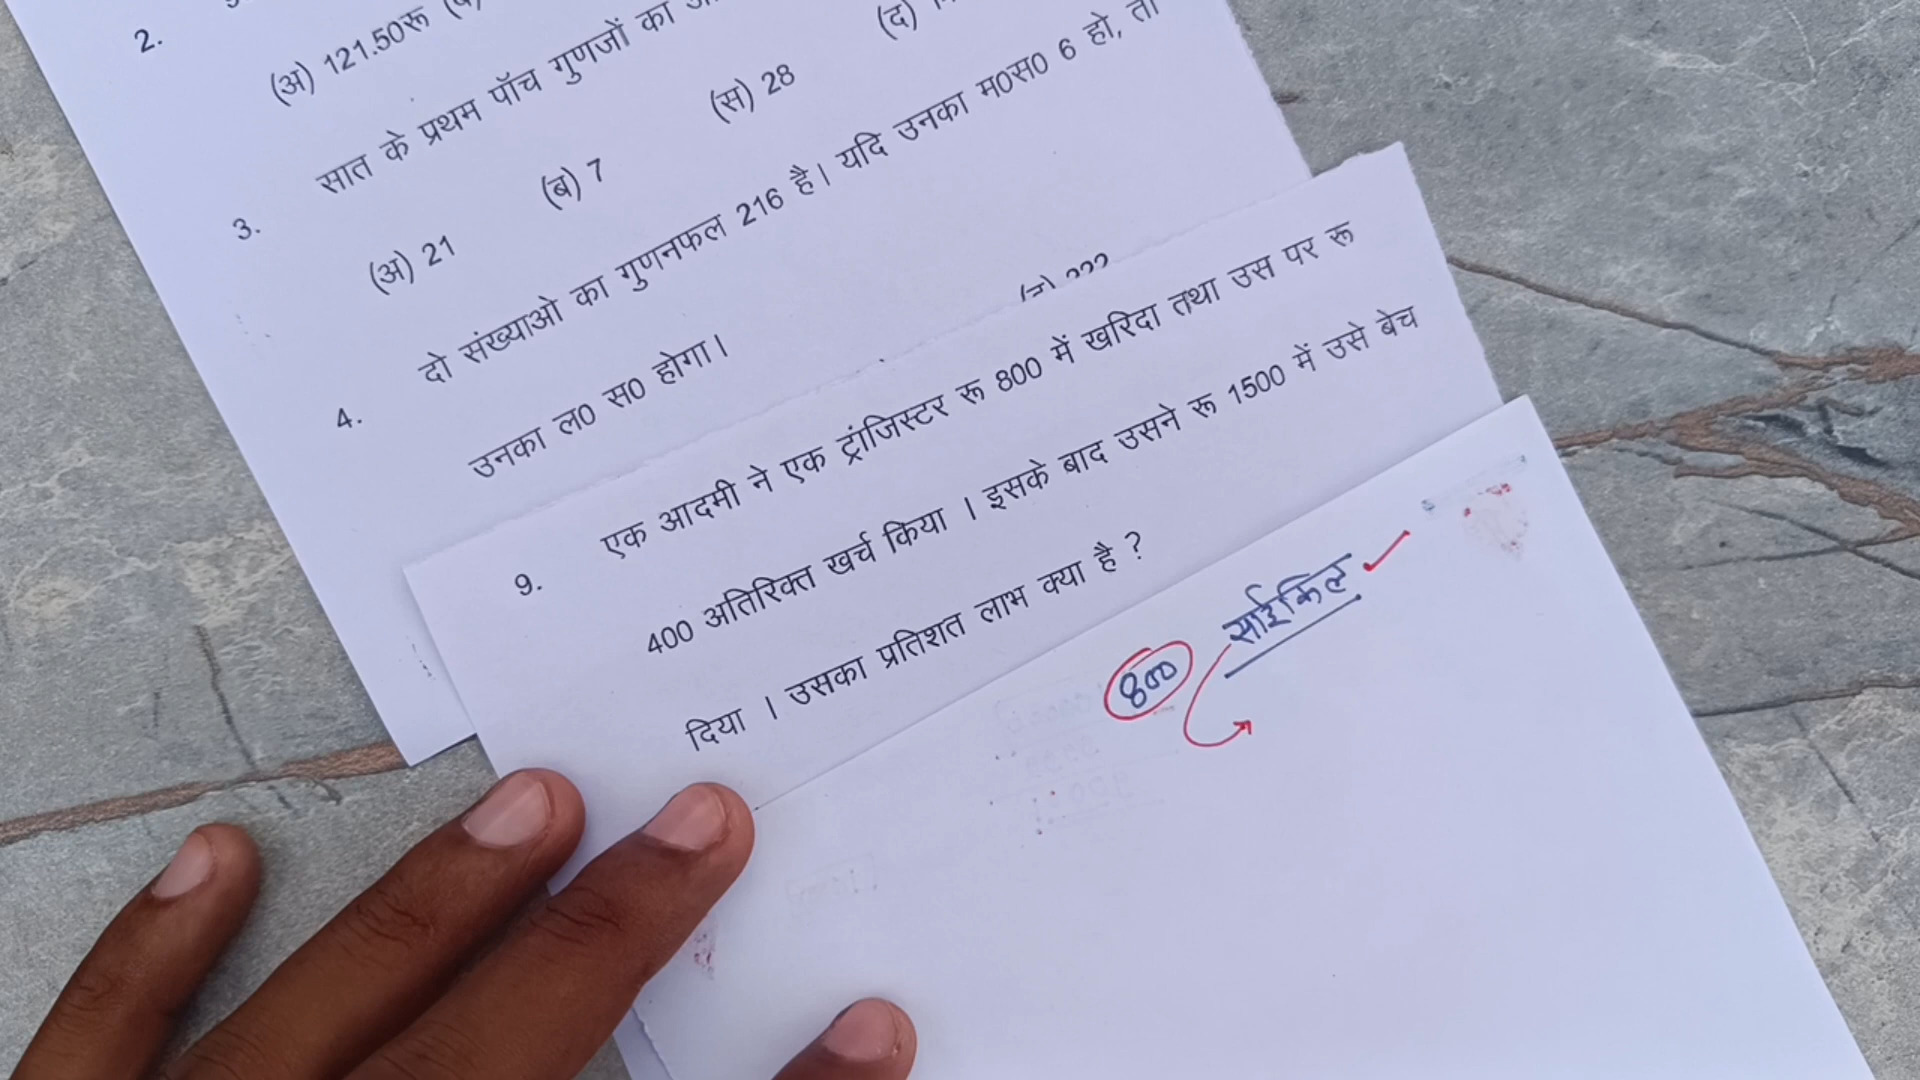 2.
(अ) 121.50रू
सात के प्रथम पॉच गुणजों का
(स) 28
(द)
3.
(अ) 21
(ब) 7
दो संख्याओ का गुणनफल 216 है। यदि उनका म0स0 6 हो, तो
4.
उनका ल0 स0 होगा।
9.
एक आदमी ने एक ट्रांजिस्टर रू 800 में खरिदा तथा उस पर रू
400 अतिरिक्त खर्च किया । इसके बाद उसने रू 1500 में उसे बेच
दिया । उसका प्रतिशत लाभ क्या है ?
800 साईकिल